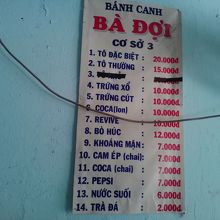 BÁNH CANH
BÀ ĐỢI
CƠ SỞ 3
1. TÔ ĐẶC BIỆT : 20.000đ
2. TÔ THƯỜNG : 15.000đ
3.
4. TRỨNG XỔ : 10.000đ
5. TRỨNG CÚT : 10.000đ
6. COCA(lon) : 10.000đ
7. REVIVE : 10.000đ
8. BÒ HÚC : 12.000đ
9. KHOÁNG MẶN : 7.000đ
10. CAM ÉP (chai) : 7.000đ
11. COCA (chai) : 7.000đ
12. PEPSI : 7.000đ
13. NƯỚC SUỐI : 6.000đ
14. TRÀ ĐÁ : 2.000đ